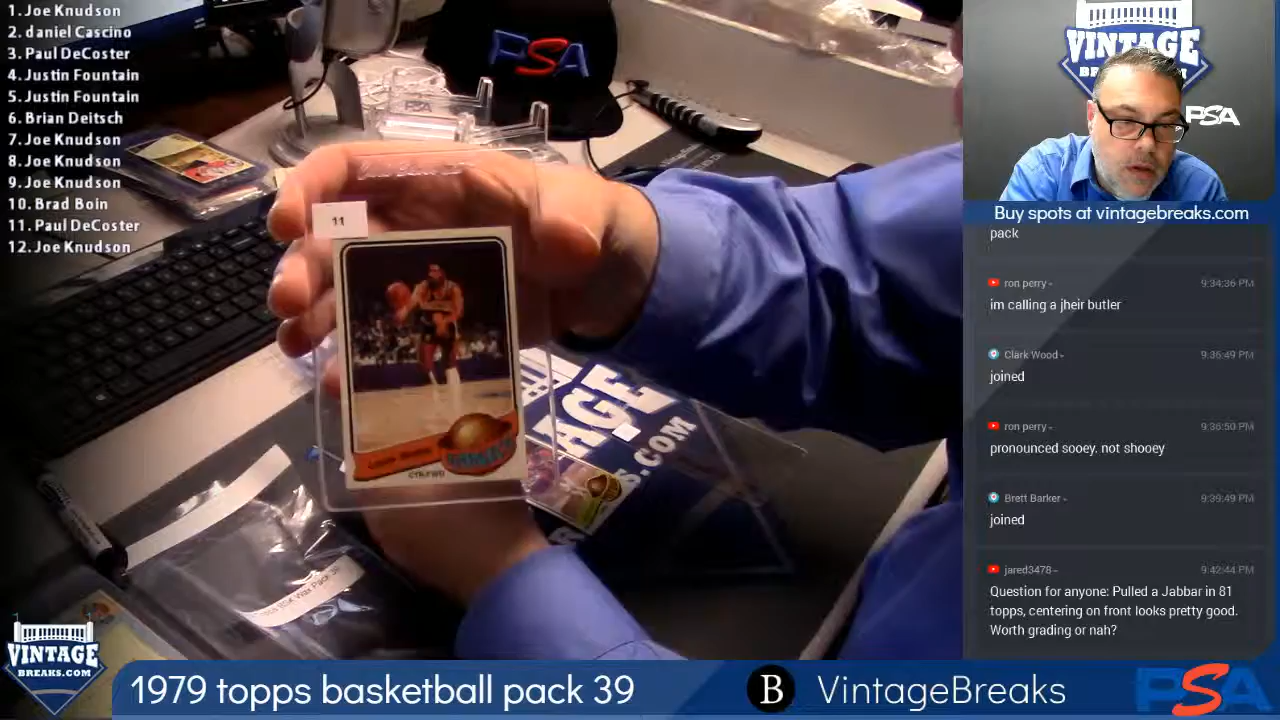 1. Joe Knudson
2. daniel Cascino
3. Paul DeCoster
4. Justin Fountain
5. Justin Fountain
6. Brian Deitsch
7. Joe Knudson
8. Joe Knudson
9. Joe Knudson
10. Brad Boin
11. Paul DeCoster
12. Joe Knudson
PSA
PSA
11
CTR-FWD
AGE
S.COM
VINTAGE
PSA
Buy spots at vintagebreaks.com
pack
ron perry 9:34:36 PM
im calling a jheir butler
Clark Wood 9:36:49 PM
joined
ron perry 9:36:50 PM
pronounced sooey. not shooey
Brett Barker 9:39:49 PM
joined
jared3478 9:42:44 PM
Question for anyone: Pulled a Jabbar in 81
topps, centering on front looks pretty good.
Worth grading or nah?
VINTAGE
BREAKS.COM
1979 topps basketball pack 39
B VintageBreaks
PSA